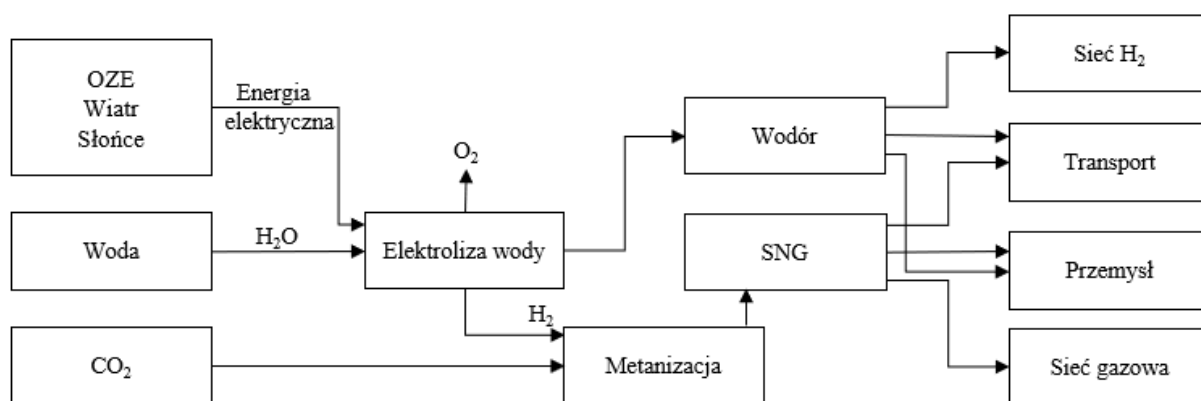 OZE
Wiatr
Słońce
Energia
elektryczna
Woda
H₂O
CO₂
O₂
Elektroliza wody
H₂
Metanizacja
Wodór
SNG
Sieć H₂
Transport
Przemysł
Sieć gazowa